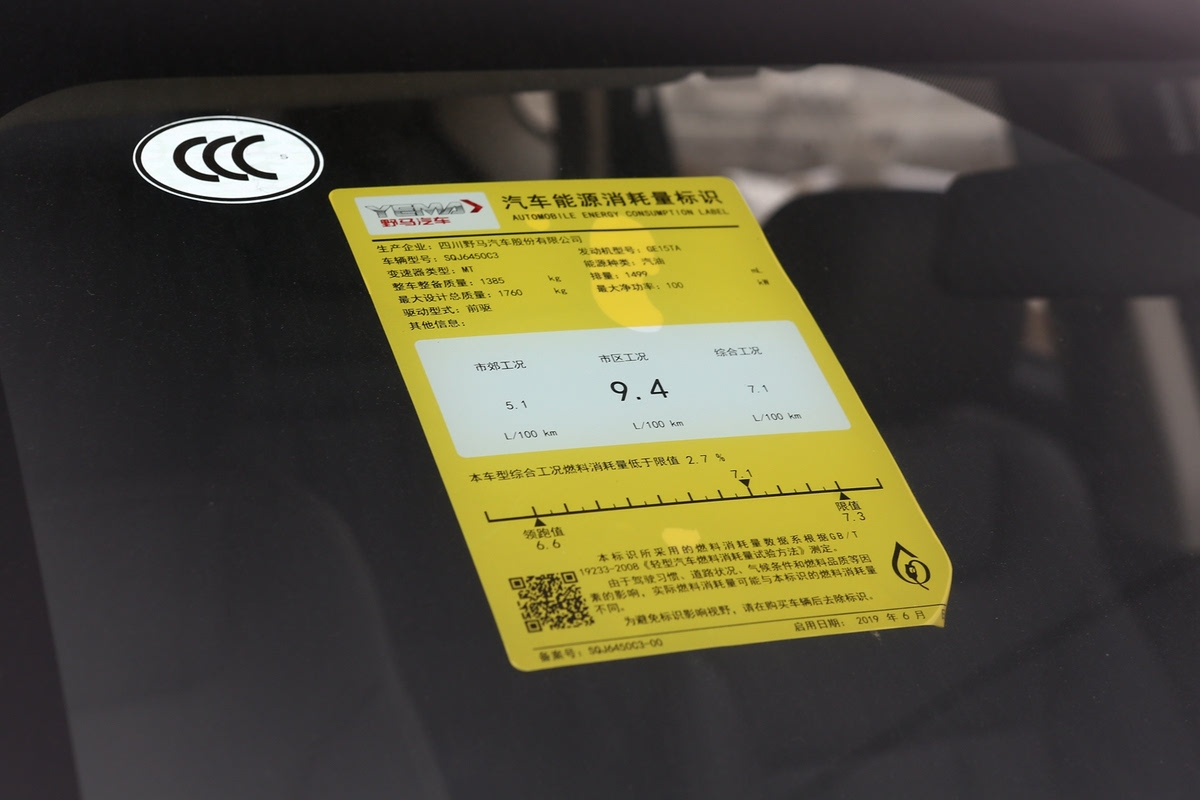 CCC
S
YEMA
野马汽车
汽车能源消耗量标识
AUTOMOBILE ENERGY CONSUMPTION LABEL
生产企业：四川野马汽车股份有限公司
车辆型号：SQJ6450C3
发动机型号：GE15TA
变速器类型：MT
能源种类：汽油
整车整备质量：1385 kg
排量：1499 mL
最大设计总质量：1760 kg
最大净功率：100 kW
驱动型式：前驱
其他信息：
市郊工况 市区工况 综合工况
5.1 9.4 7.1
L/100 km L/100 km L/100 km
本车型综合工况燃料消耗量低于限值 2.7 %
7.1
领跑值 限值
6.6 7.3
本标识所采用的燃料消耗量数据系根据GB/T
19233-2008《轻型汽车燃料消耗量试验方法》测定。
由于驾驶习惯、道路状况、气候条件和燃料品质等因
素的影响，实际燃料消耗量可能与本标识的燃料消耗量
不同。
为避免标识影响视野，请在购买车辆后去除标识。
备案号：SQJ6450C3-00
启用日期： 2019 年 6 月